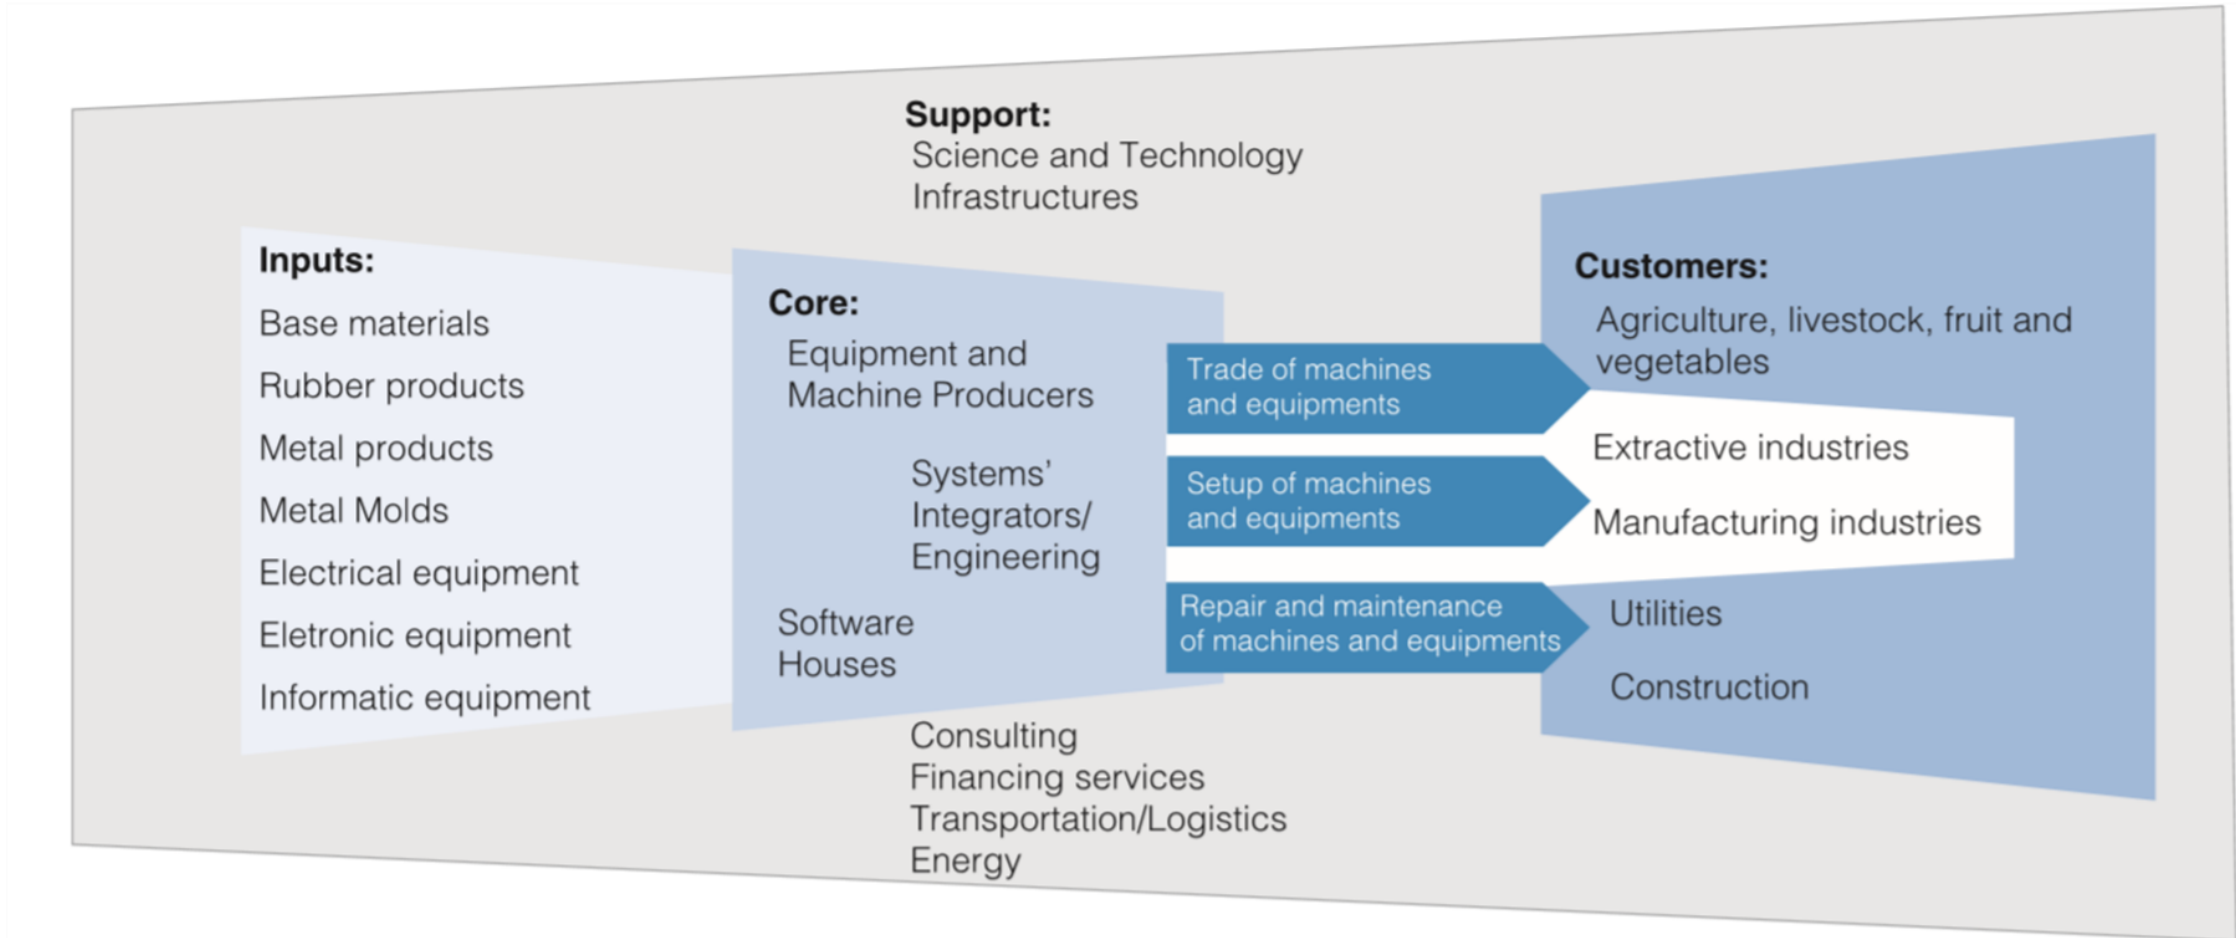 Support:
Science and Technology
Infrastructures
Inputs:
Base materials
Rubber products
Metal products
Metal Molds
Electrical equipment
Eletronic equipment
Informatic equipment
Core:
Equipment and
Machine Producers
Systems’
Integrators/
Engineering
Software
Houses
Trade of machines
and equipments
Setup of machines
and equipments
Repair and maintenance
of machines and equipments
Customers:
Agriculture, livestock, fruit and
vegetables
Extractive industries
Manufacturing industries
Utilities
Construction
Consulting
Financing services
Transportation/Logistics
Energy